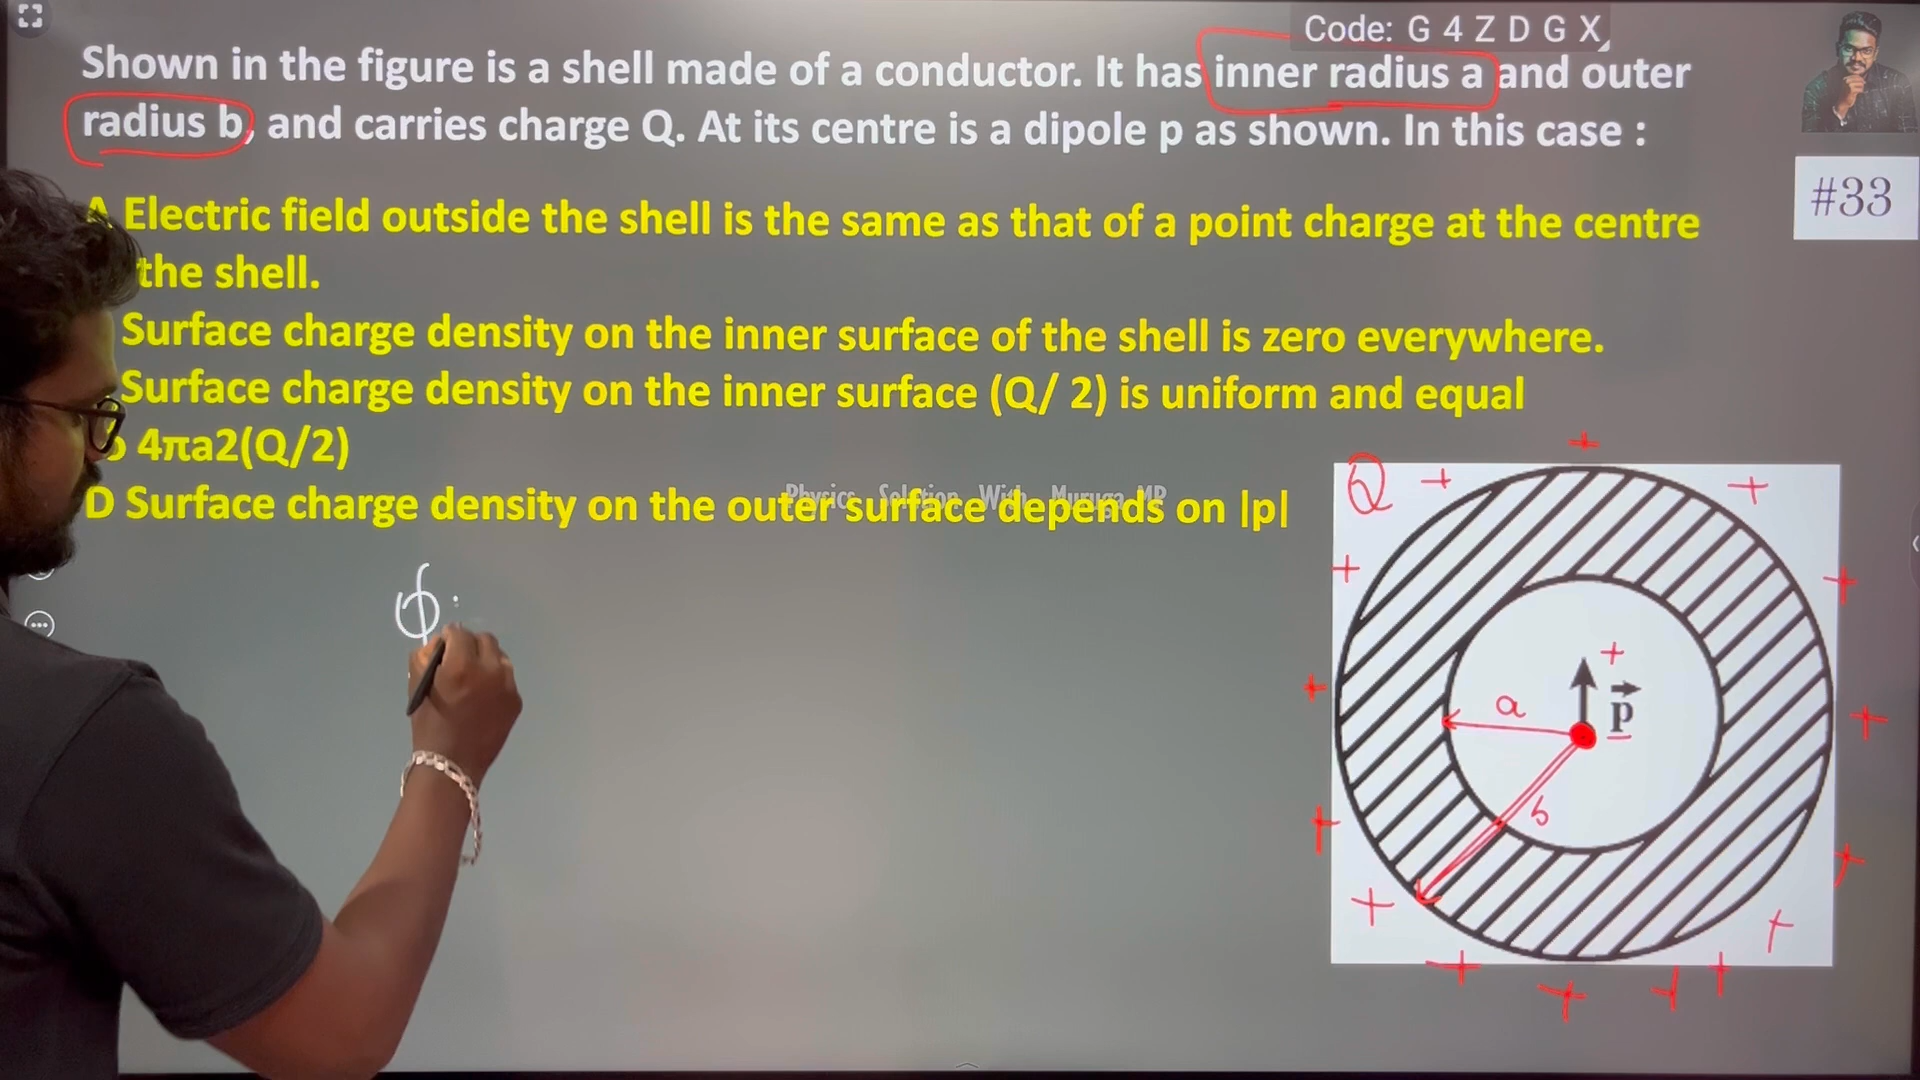 Code: G 4 Z D G X
Shown in the figure is a shell made of a conductor. It has inner radius a and outer
radius b, and carries charge Q. At its centre is a dipole p as shown. In this case :
#33
A Electric field outside the shell is the same as that of a point charge at the centre
the shell.
Surface charge density on the inner surface of the shell is zero everywhere.
Surface charge density on the inner surface (Q/ 2) is uniform and equal
4πa2(Q/2)
D Surface charge density on the outer surface depends on |p|
Physics Solution With Muruga MP
Q
+ + +
+ +
ϕ
+
a
p
+ +
b
+ +
+ +
+ + + +